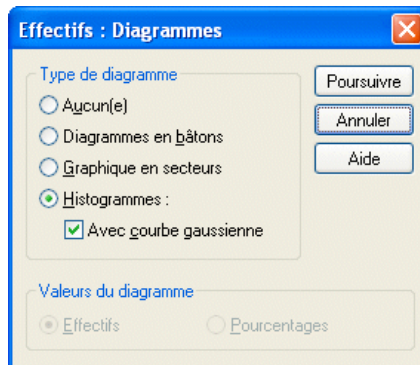 Effectifs : Diagrammes
Type de diagramme
Aucun(e)
Diagrammes en bâtons
Graphique en secteurs
Histogrammes :
Avec courbe gaussienne
Poursuivre
Annuler
Aide
Valeurs du diagramme
Effectifs
Pourcentages